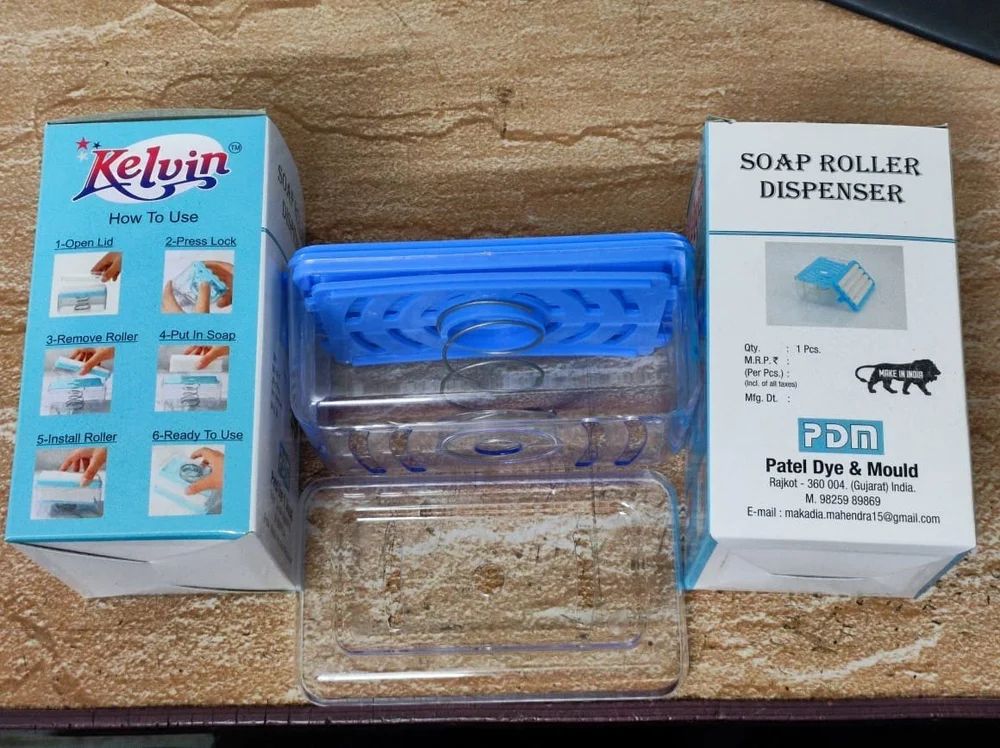 Kelvin TM
How To Use
1-Open Lid
2-Press Lock
3-Remove Roller
4-Put In Soap
5-Install Roller
6-Ready To Use
SOAP ROLLER
SOAP ROLLER
DISPENSER
Qty. : 1 Pcs.
M.R.P.₹ :
(Per Pcs.) :
(Incl. of all taxes)
Mfg. Dt. :
MAKE IN INDIA
PDM
Patel Dye & Mould
Rajkot - 360 004. (Gujarat) India.
M. 98259 89869
E-mail : makadia.mahendra15@gmail.com